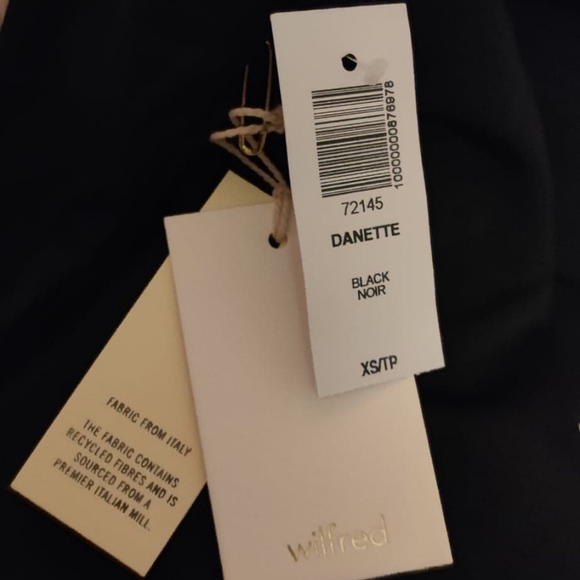 10000000876978
72145
DANETTE
BLACK
NOIR
XS/TP
FABRIC FROM ITALY
THE FABRIC CONTAINS
RECYCLED FIBRES AND IS
SOURCED FROM A
PREMIER ITALIAN MILL.
wilfred